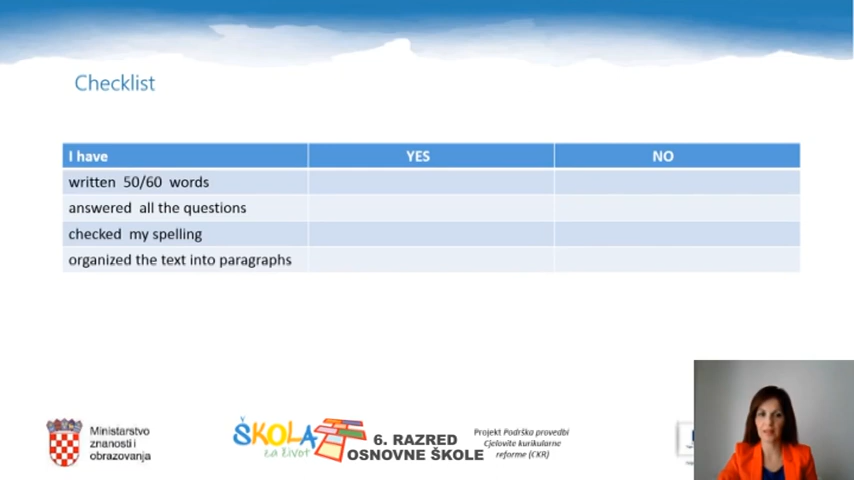 Checklist
I have YES NO
written 50/60 words
answered all the questions
checked my spelling
organized the text into paragraphs
Ministarstvo
znanosti i
obrazovanja
ŠKOLA
za život
6. RAZRED
OSNOVNE ŠKOLE
Projekt Podrška provedbi
Cjelovite kurikularne
reforme (CKR)